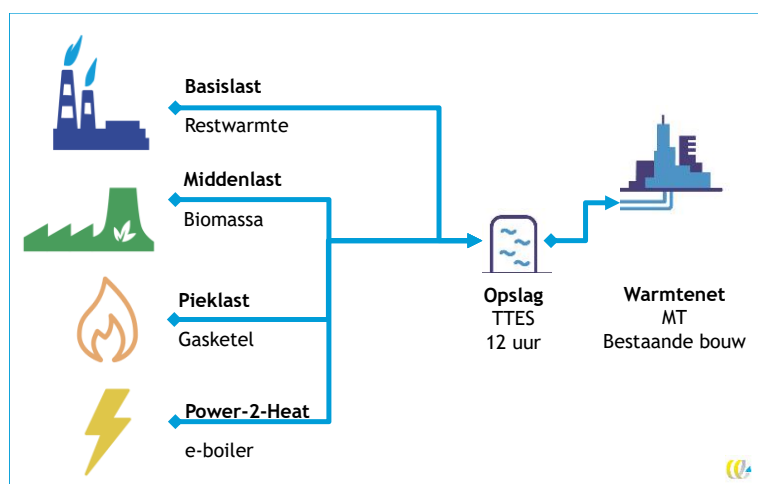 Basislast
Restwarmte
Middenlast
Biomassa
Pieklast
Gasketel
Power-2-Heat
e-boiler
Opslag
TTES
12 uur
Warmtenet
MT
Bestaande bouw